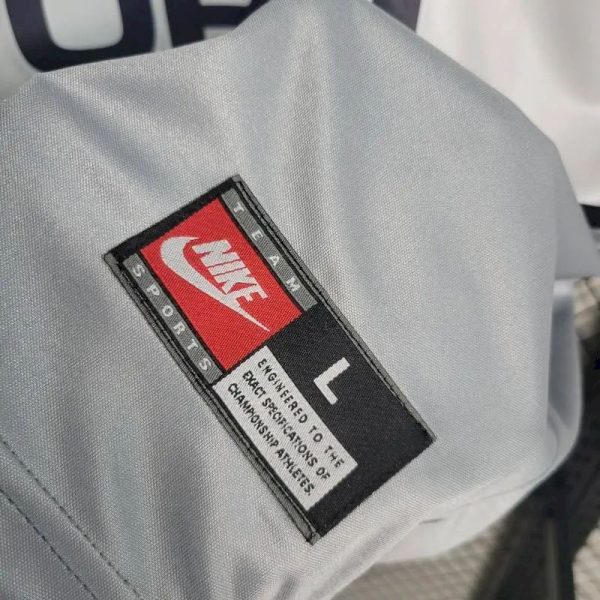 TEAM
NIKE
SPORTS
L
ENGINEERED TO THE
EXACT SPECIFICATIONS OF
CHAMPIONSHIP ATHLETES.